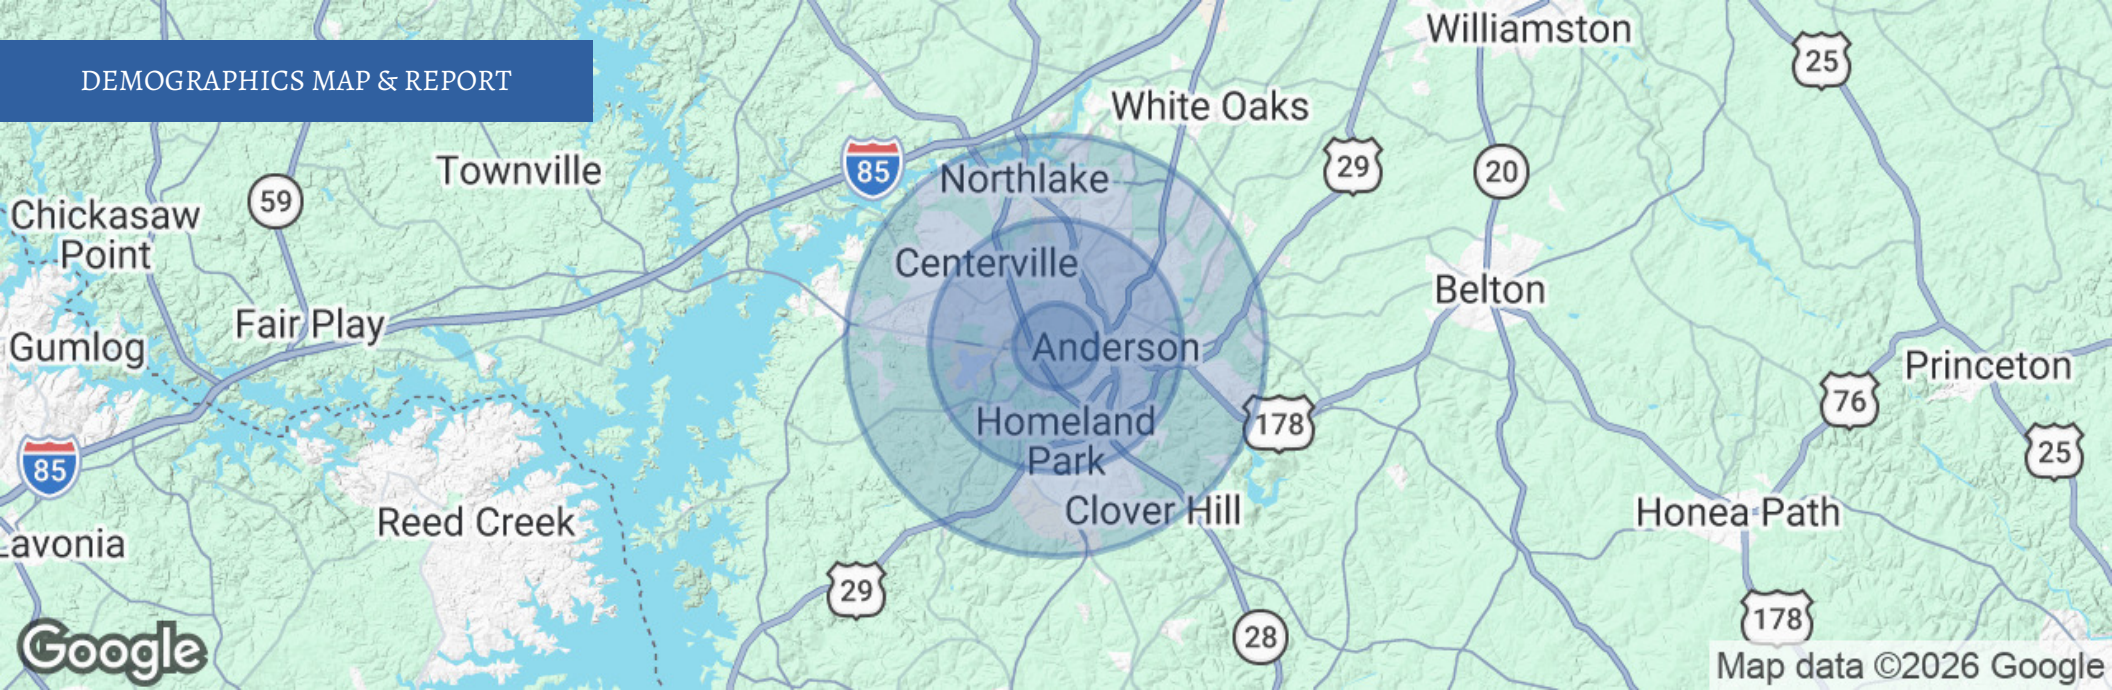 DEMOGRAPHICS MAP & REPORT
Williamston
25
White Oaks
85
Northlake
29
20
Townville
59
Chickasaw
Point
Centerville
Belton
Fair Play
Gumlog
Anderson
Princeton
76
178
Homeland
Park
85
25
Reed Creek
Clover Hill
Honea Path
Lavonia
29
28
178
Google
Map data ©2026 Google